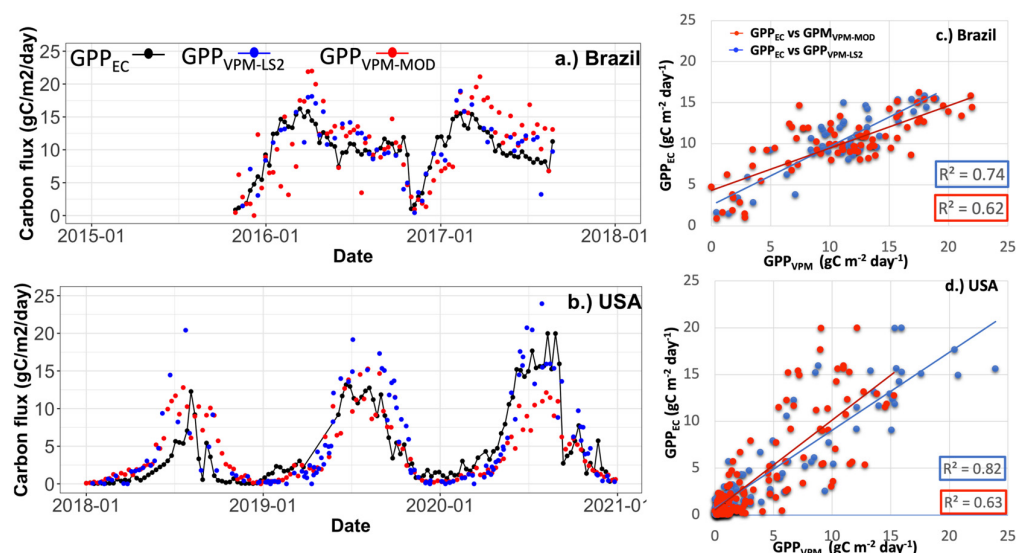 GPP_EC GPP_VPM-LS2 GPP_VPM-MOD
a.) Brazil
Carbon flux (gC/m2/day)
25
20
15
10
5
0
2015-01 2016-01 2017-01 2018-01
Date
b.) USA
Carbon flux (gC/m2/day)
25
20
15
10
5
0
2018-01 2019-01 2020-01 2021-0
Date
GPP_EC vs GPM_VPM-MOD
GPP_EC vs GPP_VPM-LS2
c.) Brazil
GPP_EC (gC m⁻² day⁻¹)
25
20
15
10
5
0
R² = 0.74
R² = 0.62
0 5 10 15 20 25
GPP_VPM (gC m⁻² day⁻¹)
d.) USA
GPP_EC (gC m⁻² day⁻¹)
25
20
15
10
5
0
R² = 0.82
R² = 0.63
0 5 10 15 20 25
GPP_VPM (gC m⁻² day⁻¹)